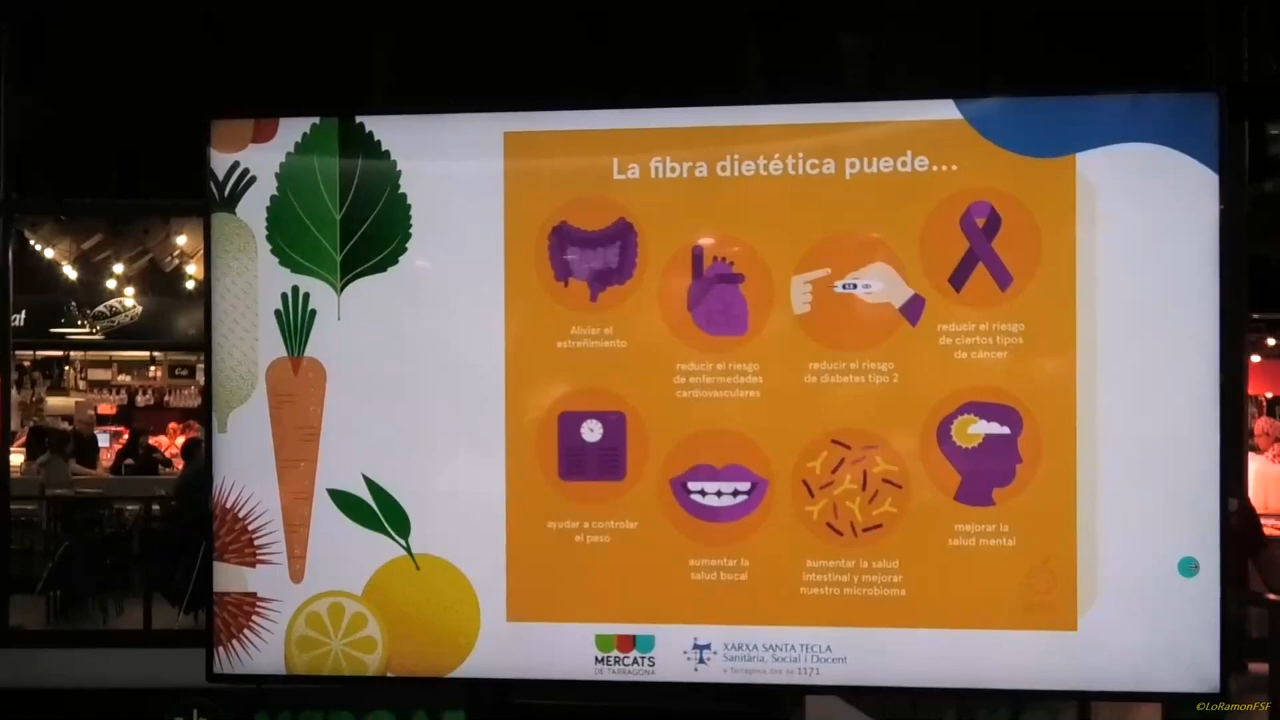 La fibra dietética puede...
Aliviar el
estreñimiento
reducir el riesgo
de enfermedades
cardiovasculares
reducir el riesgo
de diabetes tipo 2
reducir el riesgo
de ciertos tipos
de cáncer
ayudar a controlar
el peso
aumentar la
salud bucal
aumentar la salud
intestinal y mejorar
nuestro microbioma
mejorar la
salud mental
MERCATS
DE TARRAGONA
XARXA SANTA TECLA
Sanitària, Social i Docent
a Tarragona des de 1171
©LoRamonFSF